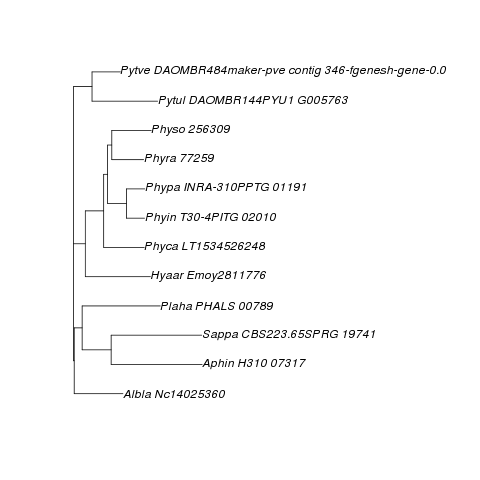 Pytve DAOMBR484maker-pve contig 346-fgenesh-gene-0.0
Pytul DAOMBR144PYU1 G005763
Physo 256309
Phyra 77259
Phypa INRA-310PPTG 01191
Phyin T30-4PITG 02010
Phyca LT1534526248
Hyaar Emoy2811776
Plaha PHALS 00789
Sappa CBS223.65SPRG 19741
Aphin H310 07317
Albla Nc14025360